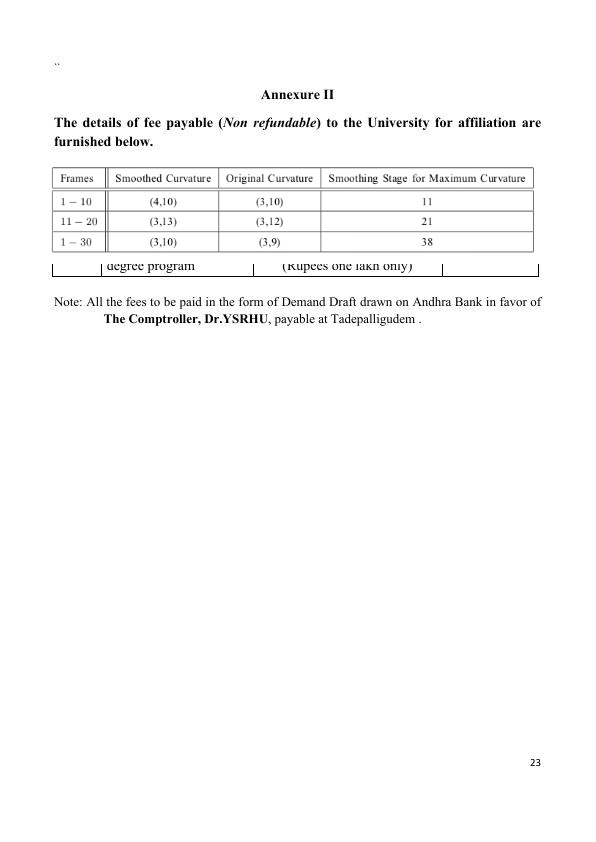 ``
Annexure II
The details of fee payable (Non refundable) to the University for affiliation are
furnished below.
Frames Smoothed Curvature Original Curvature Smoothing Stage for Maximum Curvature
1 − 10 (4,10) (3,10) 11
11 − 20 (3,13) (3,12) 21
1 − 30 (3,10) (3,9) 38
degree program (Rupees one lakh only)
Note: All the fees to be paid in the form of Demand Draft drawn on Andhra Bank in favor of
The Comptroller, Dr.YSRHU, payable at Tadepalligudem .
23